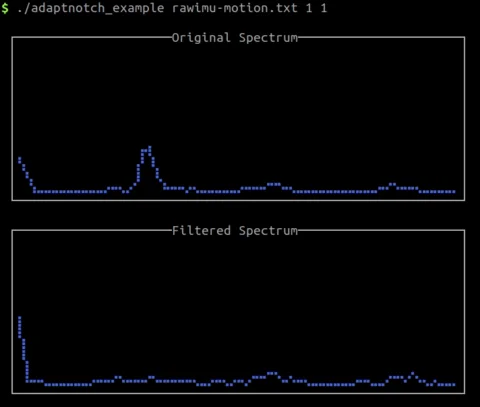 $ ./adaptnotch_example rawimu-motion.txt 1 1
Original Spectrum
Filtered Spectrum